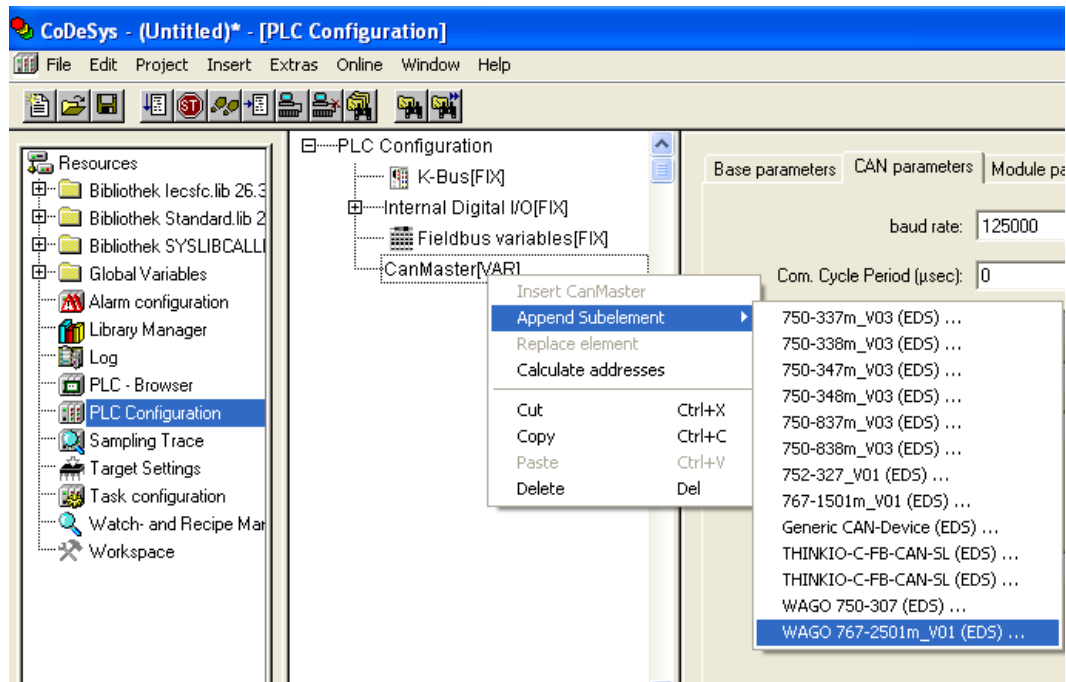 CoDeSys - (Untitled)* - [PLC Configuration]
File Edit Project Insert Extras Online Window Help
Resources
Bibliothek Iecsfc.lib 26.3
Bibliothek Standard.lib 2
Bibliothek SYSLIBCALLI
Global Variables
Alarm configuration
Library Manager
Log
PLC - Browser
PLC Configuration
Sampling Trace
Target Settings
Task configuration
Watch- and Recipe Mar
Workspace
PLC Configuration
K-Bus[FIX]
Internal Digital I/O[FIX]
Fieldbus variables[FIX]
CanMaster[VAR]
Insert CanMaster
Append Subelement
Replace element
Calculate addresses
Cut Ctrl+X
Copy Ctrl+C
Paste Ctrl+V
Delete Del
Base parameters CAN parameters Module pa
baud rate: 125000
Com. Cycle Period (µsec): 0
750-337m_V03 (EDS) ...
750-338m_V03 (EDS) ...
750-347m_V03 (EDS) ...
750-348m_V03 (EDS) ...
750-837m_V03 (EDS) ...
750-838m_V03 (EDS) ...
752-327_V01 (EDS) ...
767-1501m_V01 (EDS) ...
Generic CAN-Device (EDS) ...
THINKIO-C-FB-CAN-SL (EDS) ...
THINKIO-C-FB-CAN-SL (EDS) ...
WAGO 750-307 (EDS) ...
WAGO 767-2501m_V01 (EDS) ...